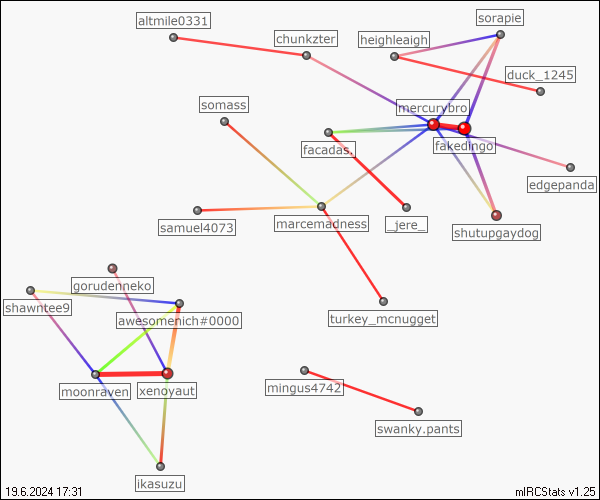 altmile0331
sorapie
chunkzter
heighleaigh
duck_1245
somass
mercurybro
facadas.
fakedingo
edgepanda
samuel4073
marcemadness
_jere_
shutupgaydog
gorudenneko
shawntee9
awesomenich#0000
turkey_mcnugget
moonraven
xenoyaut
mingus4742
swanky.pants
ikasuzu
19.6.2024 17:31
mIRCStats v1.25